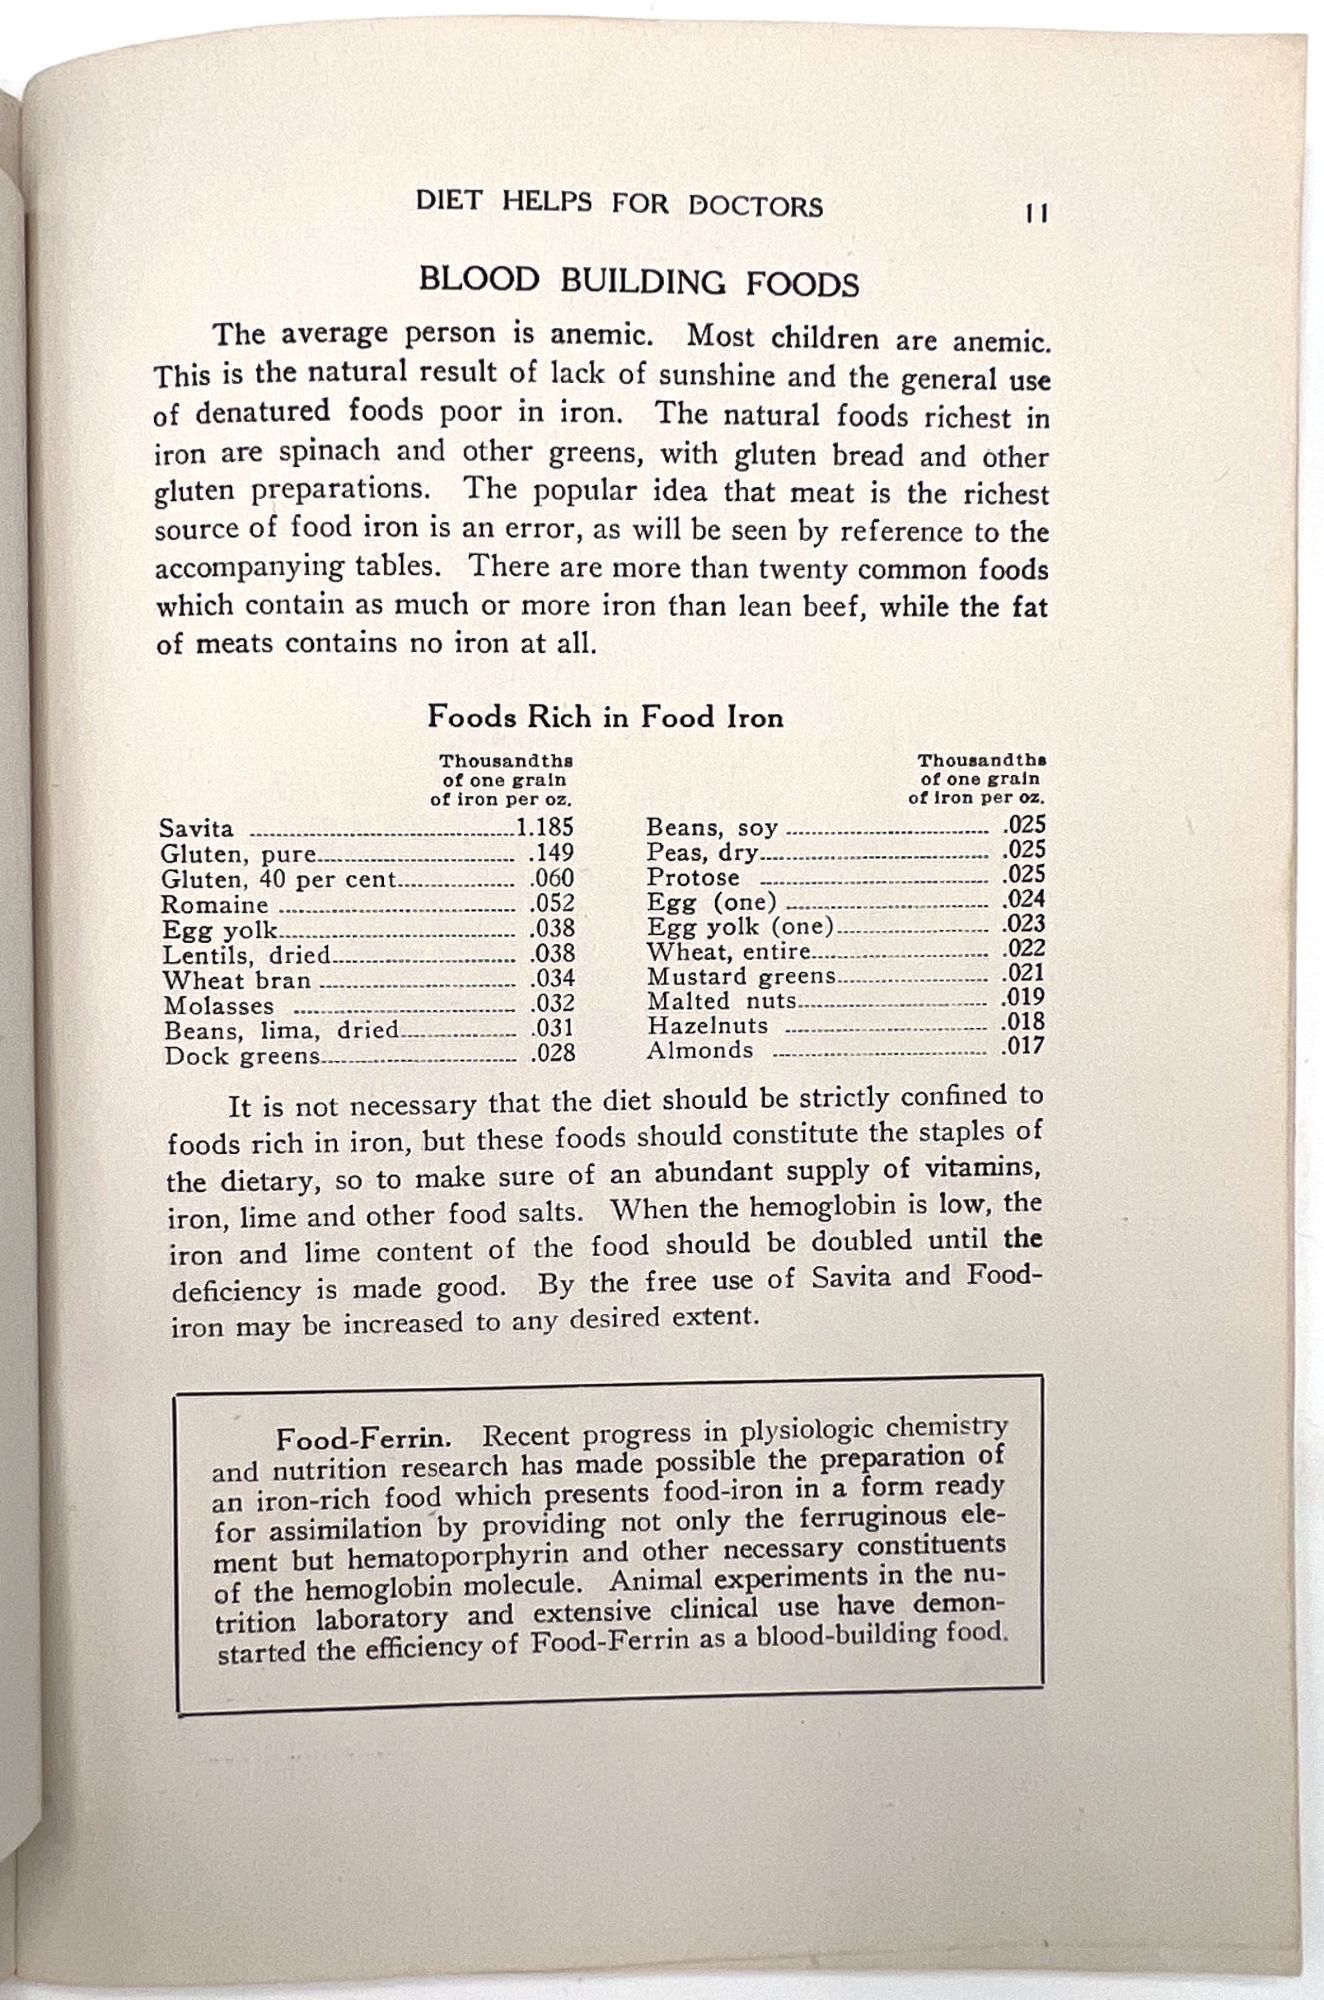 DIET HELPS FOR DOCTORS 11
BLOOD BUILDING FOODS
The average person is anemic. Most children are anemic.
This is the natural result of lack of sunshine and the general use
of denatured foods poor in iron. The natural foods richest in
iron are spinach and other greens, with gluten bread and other
gluten preparations. The popular idea that meat is the richest
source of food iron is an error, as will be seen by reference to the
accompanying tables. There are more than twenty common foods
which contain as much or more iron than lean beef, while the fat
of meats contains no iron at all.
Foods Rich in Food Iron
Thousandths
of one grain
of iron per oz.
Savita 1.185
Gluten, pure .149
Gluten, 40 per cent .060
Romaine .052
Egg yolk .038
Lentils, dried .038
Wheat bran .034
Molasses .032
Beans, lima, dried .031
Dock greens .028
Thousandths
of one grain
of iron per oz.
Beans, soy .025
Peas, dry .025
Protose .025
Egg (one) .024
Egg yolk (one) .023
Wheat, entire .022
Mustard greens .021
Malted nuts .019
Hazelnuts .018
Almonds .017
It is not necessary that the diet should be strictly confined to
foods rich in iron, but these foods should constitute the staples of
the dietary, so to make sure of an abundant supply of vitamins,
iron, lime and other food salts. When the hemoglobin is low, the
iron and lime content of the food should be doubled until the
deficiency is made good. By the free use of Savita and Food-
iron may be increased to any desired extent.
Food-Ferrin. Recent progress in plysiologic chemistry
and nutrition research has made possible the preparation of
an iron-rich food which presents food-iron in a form ready
for assimilation by providing not only the ferruginous ele-
ment but hematoporphyrin and other necessary constituents
of the hemoglobin molecule. Animal experiments in the nu-
trition laboratory and extensive clinical use have demon-
started the efficiency of Food-Ferrin as a blood-building food.